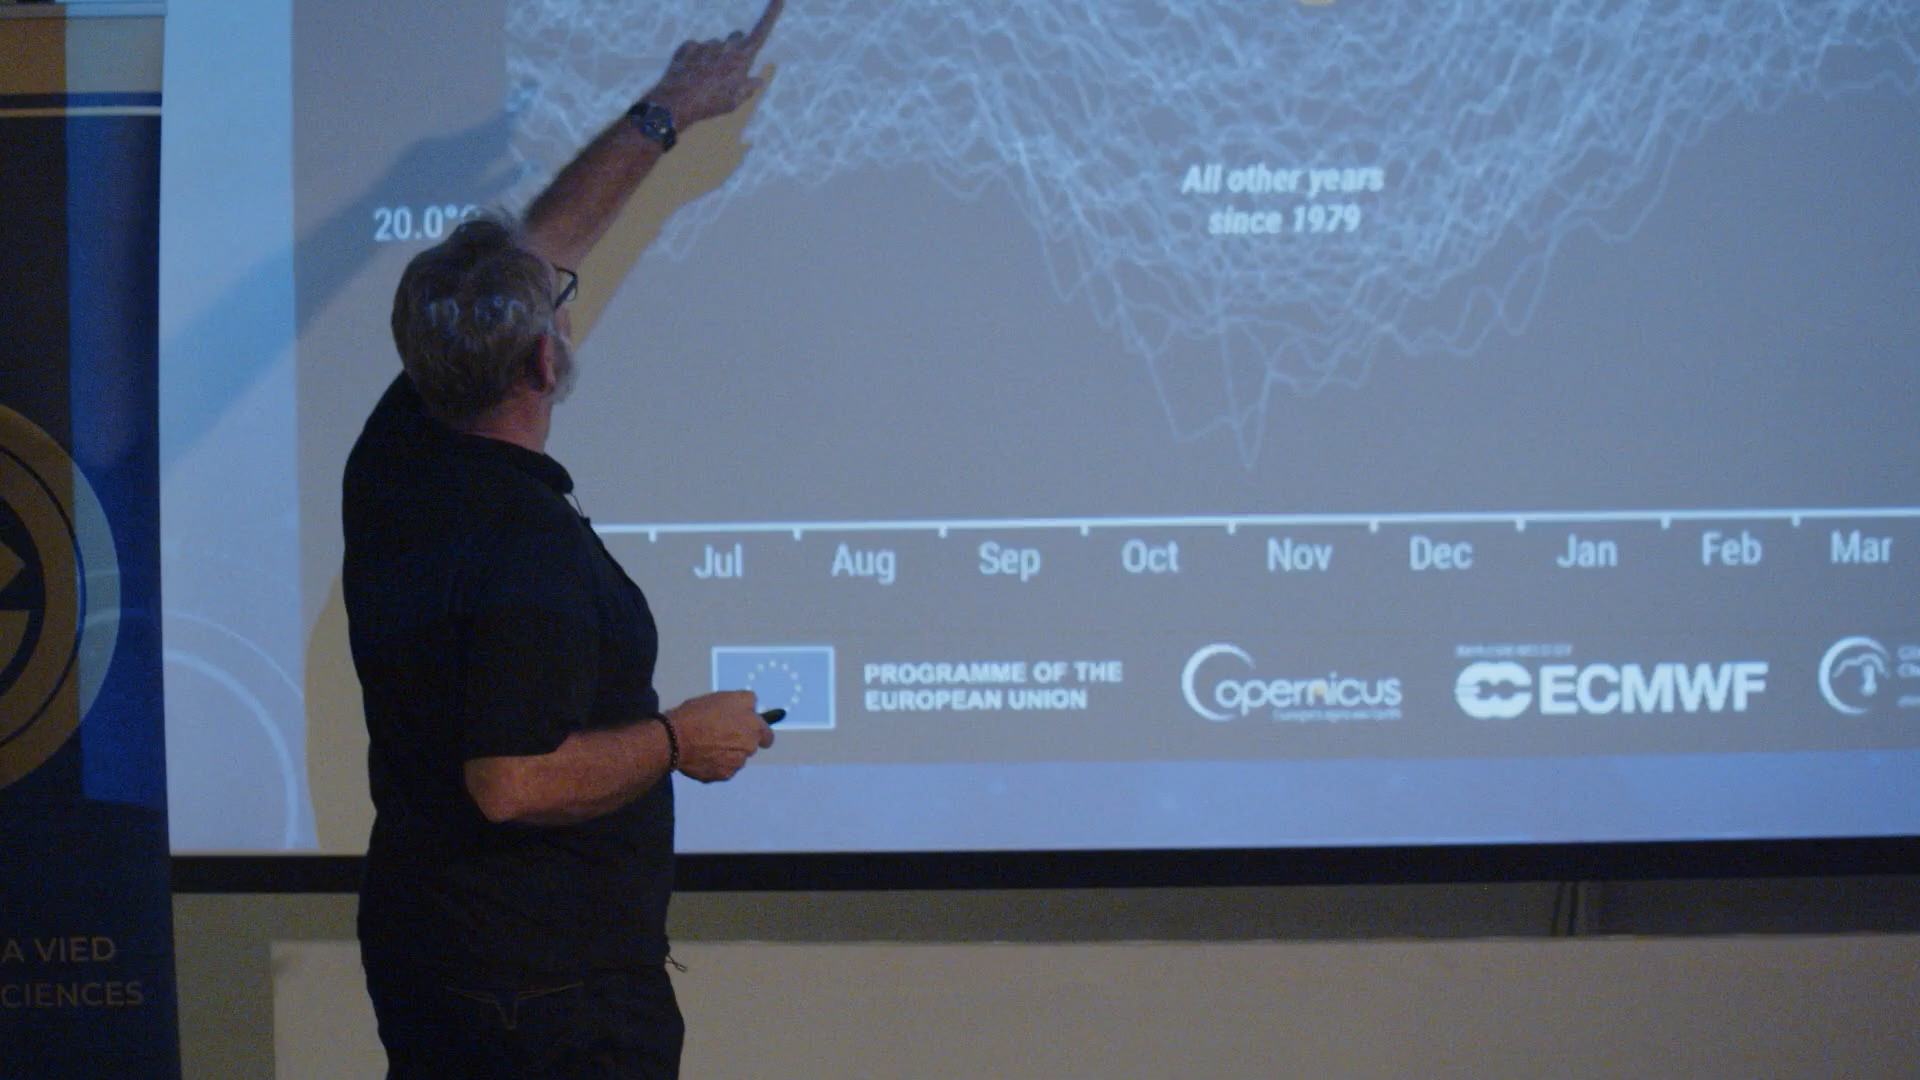 All other years
since 1979
20.0°C
Jul Aug Sep Oct Nov Dec Jan Feb Mar
PROGRAMME OF THE
EUROPEAN UNION
opernicus
ECMWF
A VIED
CIENCES